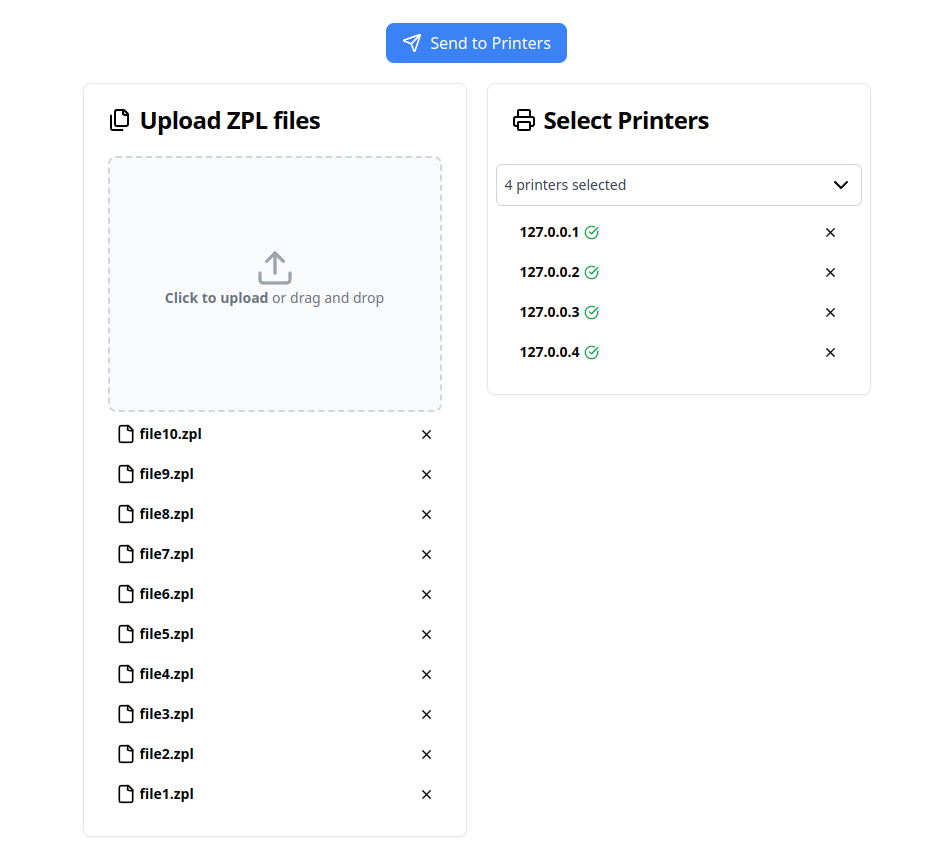 Send to Printers
Upload ZPL files
Click to upload or drag and drop
file10.zpl
file9.zpl
file8.zpl
file7.zpl
file6.zpl
file5.zpl
file4.zpl
file3.zpl
file2.zpl
file1.zpl
Select Printers
4 printers selected
127.0.0.1
127.0.0.2
127.0.0.3
127.0.0.4